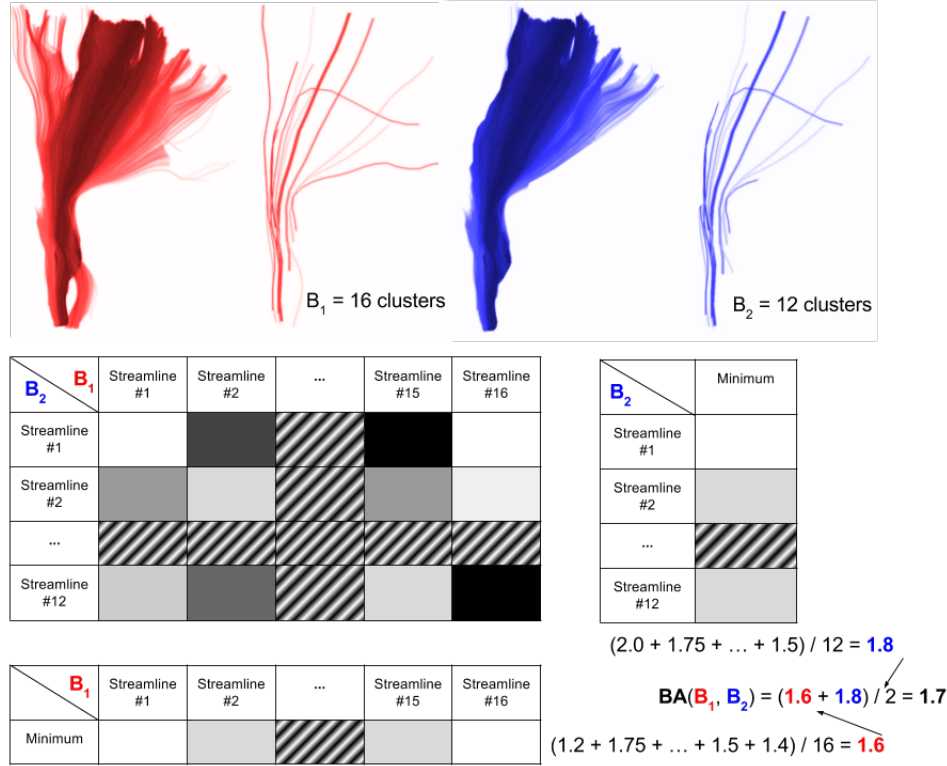 B1 = 16 clusters
B2 = 12 clusters
B2 B1 Streamline #1 Streamline #2 ... Streamline #15 Streamline #16
Streamline #1
Streamline #2
...
Streamline #12
B2 Minimum
Streamline #1
Streamline #2
...
Streamline #12
(2.0 + 1.75 + ... + 1.5) / 12 = 1.8
B1 Streamline #1 Streamline #2 ... Streamline #15 Streamline #16
Minimum
BA(B1, B2) = (1.6 + 1.8) / 2 = 1.7
(1.2 + 1.75 + ... + 1.5 + 1.4) / 16 = 1.6